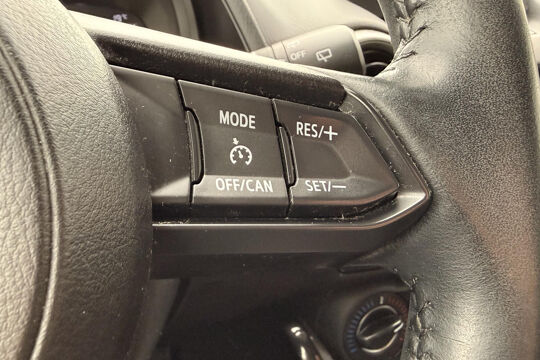 OFF
MODE
RES/+
OFF/CAN
SET/−